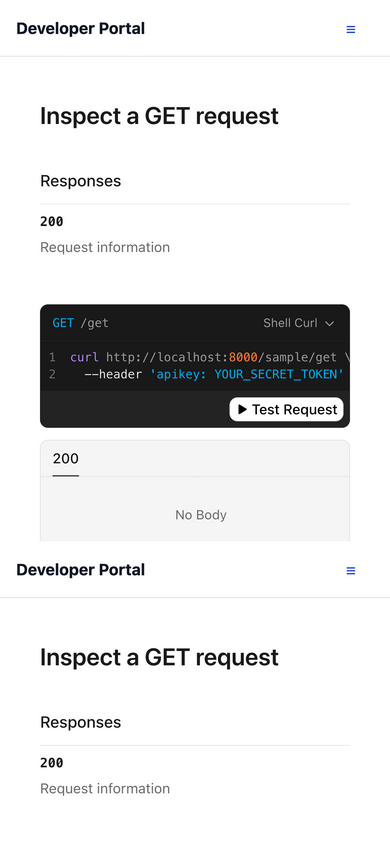 Developer Portal
Inspect a GET request
Responses
200
Request information
GET /get Shell Curl
1 curl http://localhost:8000/sample/get \
2 --header 'apikey: YOUR_SECRET_TOKEN'
Test Request
200
No Body
Developer Portal
Inspect a GET request
Responses
200
Request information